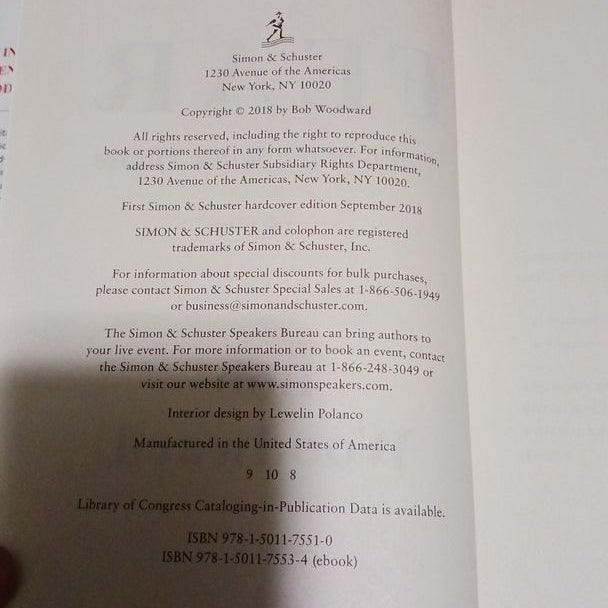 Simon & Schuster
1230 Avenue of the Americas
New York, NY 10020
Copyright © 2018 by Bob Woodward
All rights reserved, including the right to reproduce this
book or portions thereof in any form whatsoever. For information,
address Simon & Schuster Subsidiary Rights Department,
1230 Avenue of the Americas, New York, NY 10020.
First Simon & Schuster hardcover edition September 2018
SIMON & SCHUSTER and colophon are registered
trademarks of Simon & Schuster, Inc.
For information about special discounts for bulk purchases,
please contact Simon & Schuster Special Sales at 1-866-506-1949
or business@simonandschuster.com.
The Simon & Schuster Speakers Bureau can bring authors to
your live event. For more information or to book an event, contact
the Simon & Schuster Speakers Bureau at 1-866-248-3049 or
visit our website at www.simonspeakers.com.
Interior design by Lewelin Polanco
Manufactured in the United States of America
9 10 8
Library of Congress Cataloging-in-Publication Data is available.
ISBN 978-1-5011-7551-0
ISBN 978-1-5011-7553-4 (ebook)